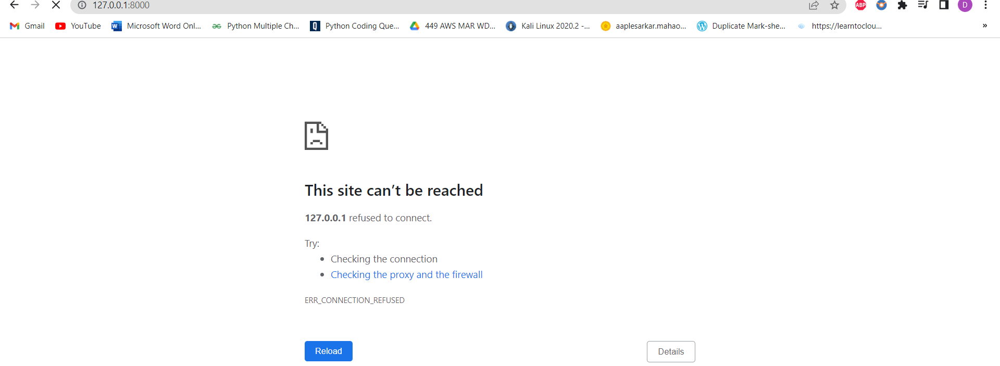 127.0.0.1:8000
ABP
D
Gmail YouTube Microsoft Word Onl... Python Multiple Ch... Python Coding Que... 449 AWS MAR WD... Kali Linux 2020.2 -... aaplesarkar.mahao... Duplicate Mark-she... https://learntoclou... »
This site can’t be reached
127.0.0.1 refused to connect.
Try:
• Checking the connection
• Checking the proxy and the firewall
ERR_CONNECTION_REFUSED
Reload
Details